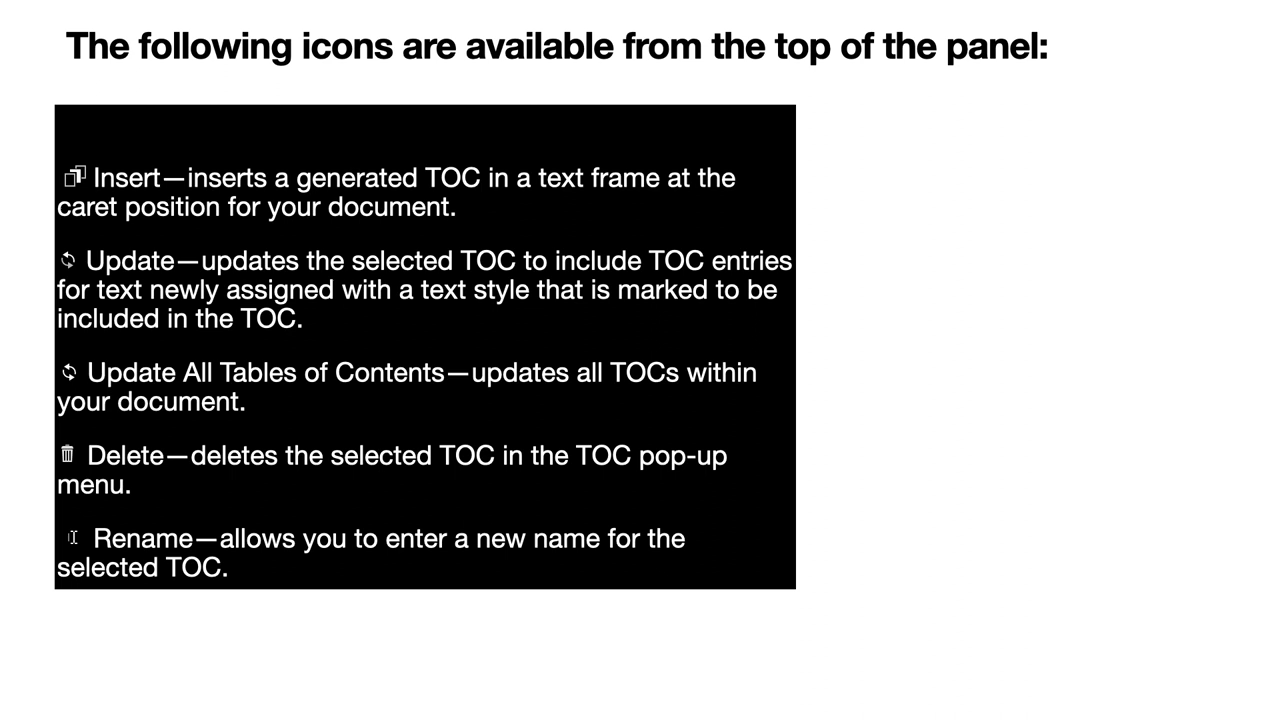 The following icons are available from the top of the panel:
Insert—inserts a generated TOC in a text frame at the
caret position for your document.
Update—updates the selected TOC to include TOC entries
for text newly assigned with a text style that is marked to be
included in the TOC.
Update All Tables of Contents—updates all TOCs within
your document.
Delete—deletes the selected TOC in the TOC pop-up
menu.
Rename—allows you to enter a new name for the
selected TOC.